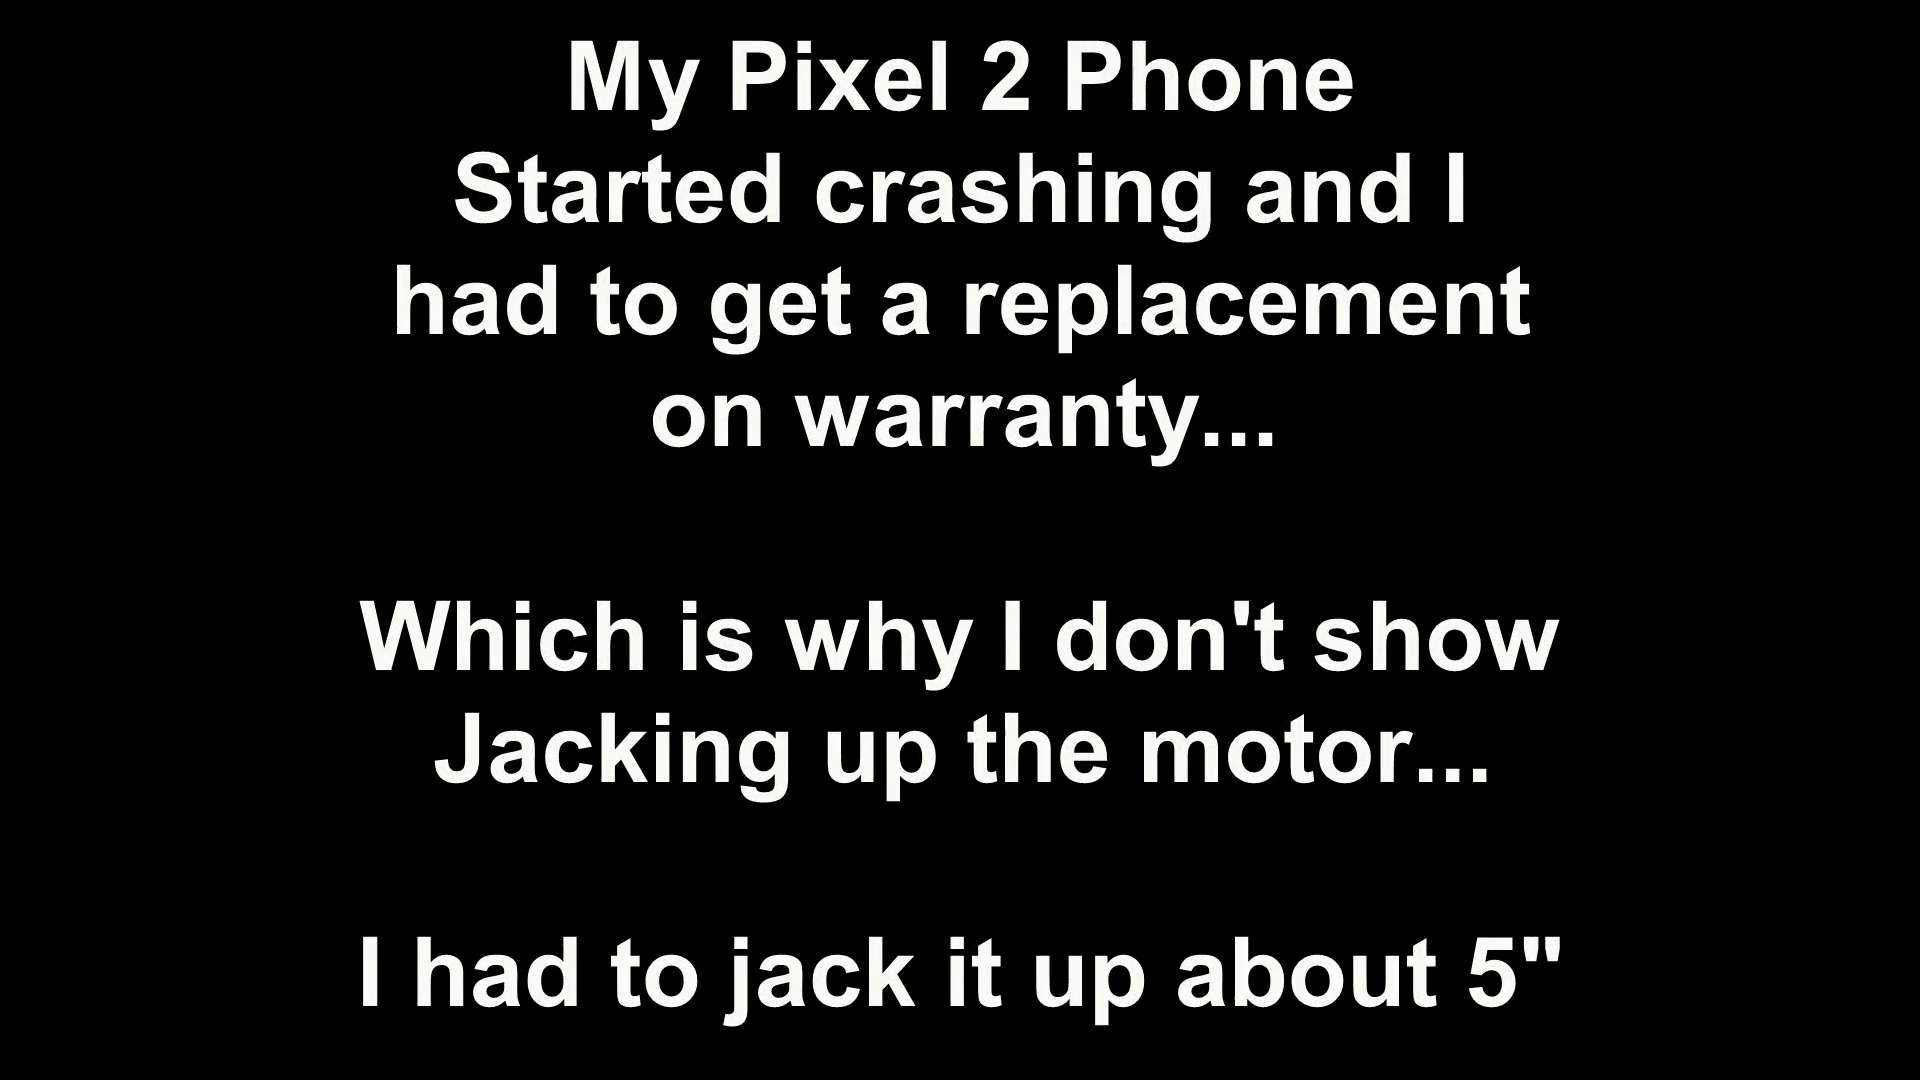 My Pixel 2 Phone
Started crashing and I
had to get a replacement
on warranty...
Which is why I don't show
Jacking up the motor...
I had to jack it up about 5"